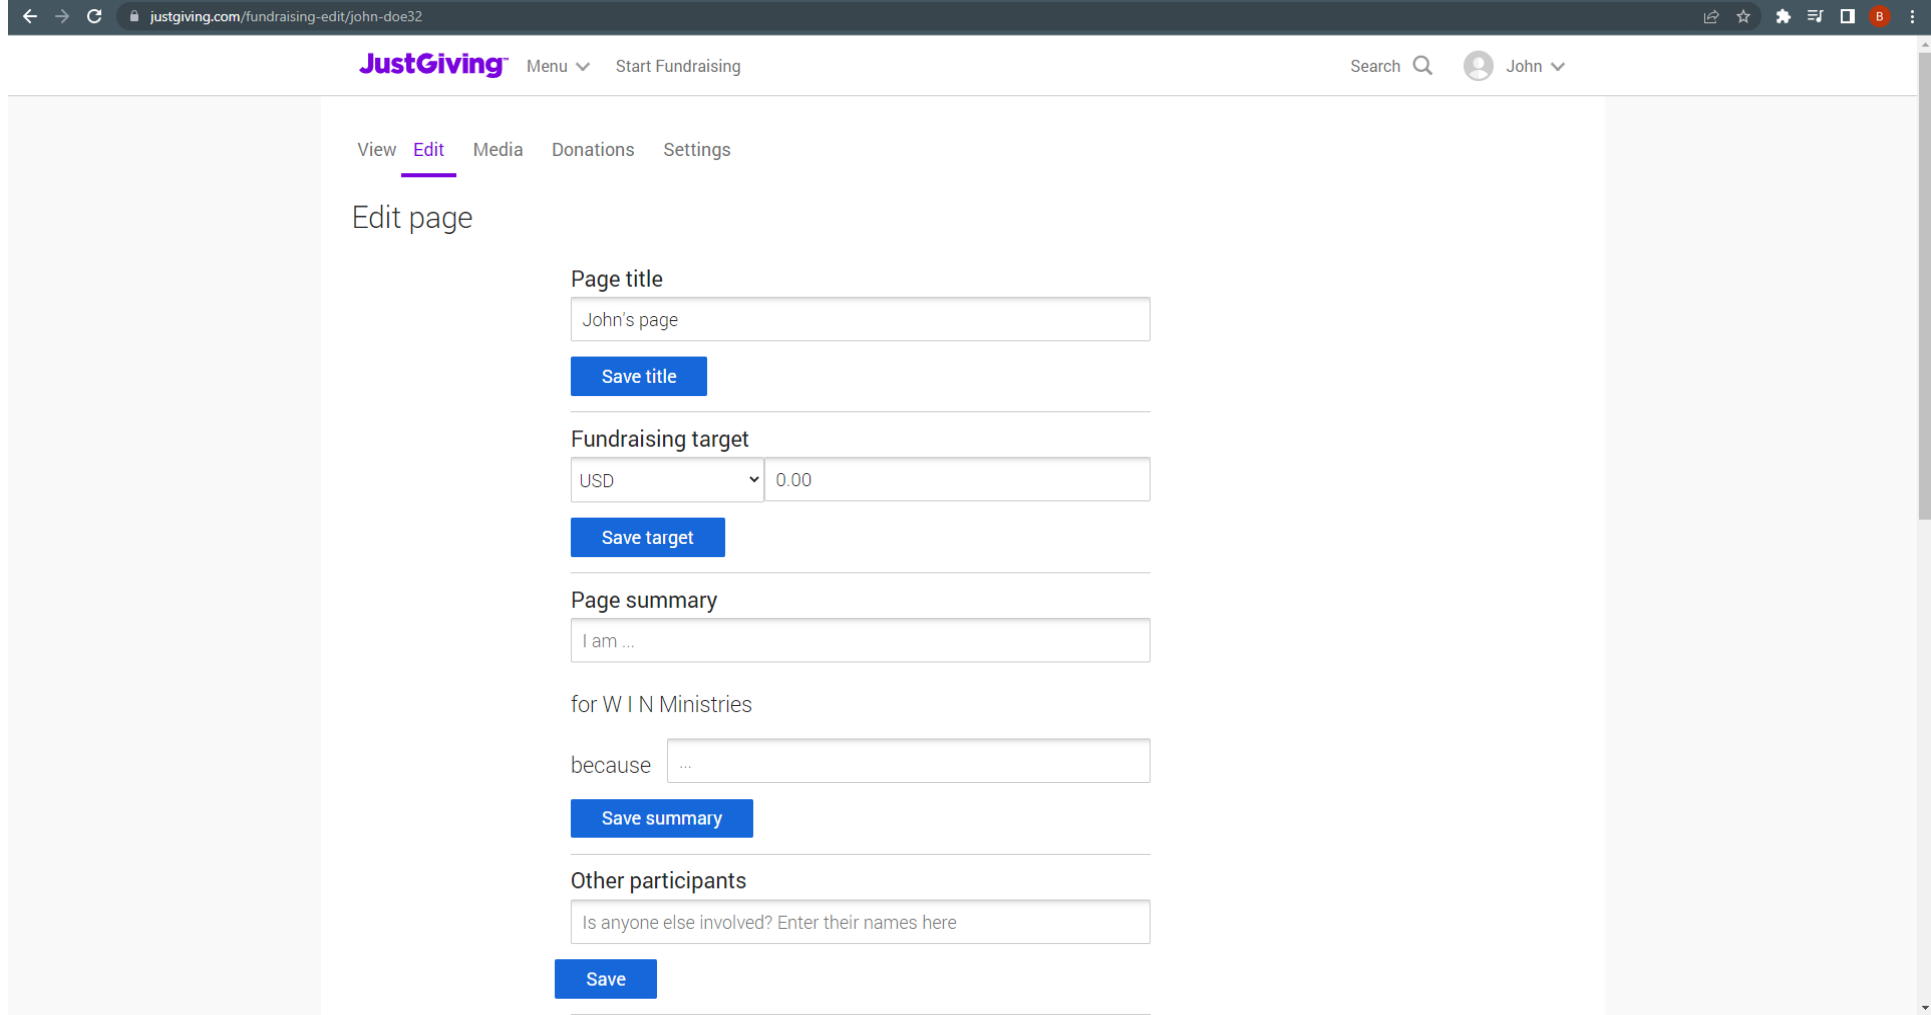 justgiving.com/fundraising-edit/john-doe32
B
JustGiving™ Menu Start Fundraising Search John
View Edit Media Donations Settings
Edit page
Page title
John's page
Save title
Fundraising target
USD 0.00
Save target
Page summary
I am ...
for W I N Ministries
because ...
Save summary
Other participants
Is anyone else involved? Enter their names here
Save